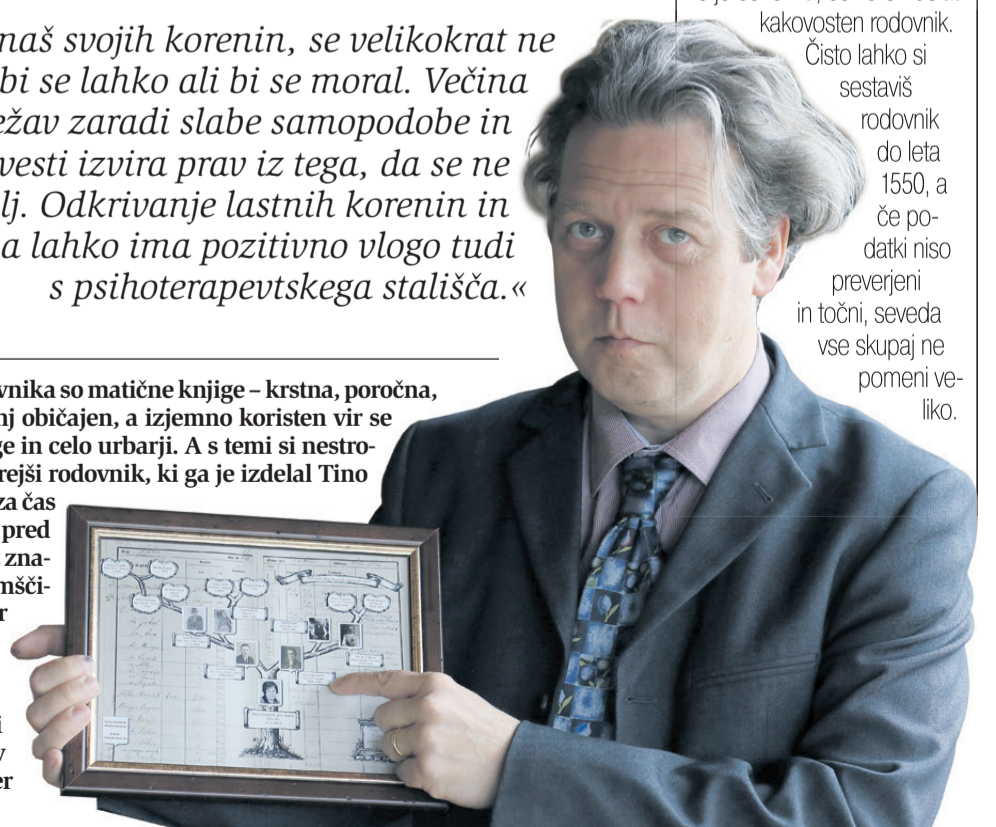 naš svojih korenin, se velikokrat ne
bi se lahko ali bi se moral. Večina
ežav zaradi slabe samopodobe in
vesti izvira prav iz tega, da se ne
lj. Odkrivanje lastnih korenin in
a lahko ima pozitivno vlogo tudi
s psihoterapevtskega stališča.«
vnika so matične knjige – krstna, poročna,
nj običajen, a izjemno koristen vir se
ge in celo urbarji. A s temi si nestro-
rejši rodovnik, ki ga je izdelal Tino
za čas
pred
zna-
mšči-
r
i
v
er
kakovosten rodovnik.
Čisto lahko si
sestaviš
rodovnik
do leta
1550, a
če po-
datki niso
preverjeni
in točni, seveda
vse skupaj ne
pomeni ve-
liko.